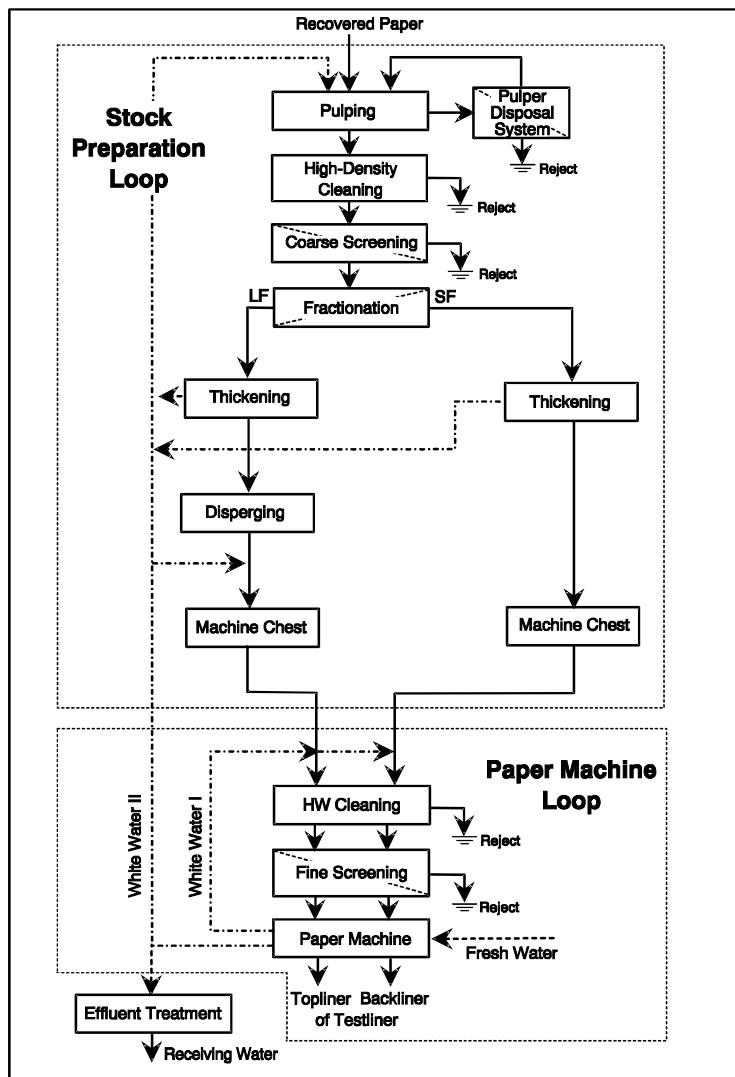 Recovered Paper
Stock
Preparation
Loop
Pulping
Pulper
Disposal
System
Reject
High-Density
Cleaning
Reject
Coarse Screening
Reject
LF
Fractionation
SF
Thickening
Thickening
Disperging
Machine Chest
Machine Chest
Paper Machine
Loop
White Water II
White Water I
HW Cleaning
Reject
Fine Screening
Reject
Paper Machine
Fresh Water
Topliner Backliner
of Testliner
Effluent Treatment
Receiving Water